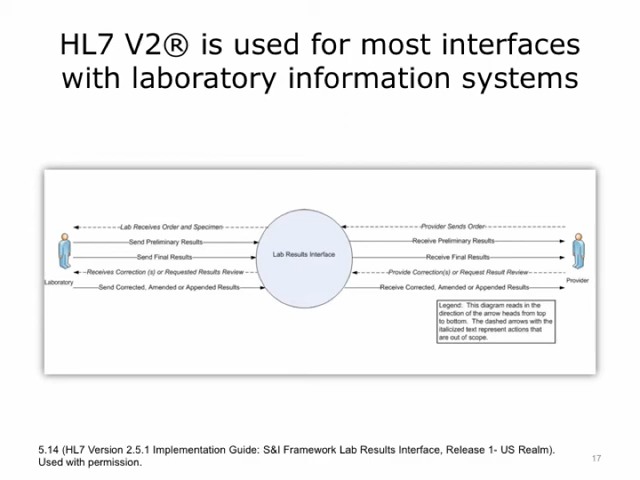 HL7 V2® is used for most interfaces
with laboratory information systems
Lab Receives Order and Specimen
Provider Sends Order
Send Preliminary Results
Receive Preliminary Results
Lab Results Interface
Send Final Results
Receive Final Results
Receives Correction (s) or Requested Results Review
Provide Correction(s) or Request Result Review
Laboratory
Provider
Send Corrected, Amended or Appended Results
Receive Corrected, Amended or Appended Results
Legend: This diagram reads in the
direction of the arrow heads from top
to bottom. The dashed arrows with the
italicized text represent actions that
are out of scope.
5.14 (HL7 Version 2.5.1 Implementation Guide: S&I Framework Lab Results Interface, Release 1- US Realm).
Used with permission.
17